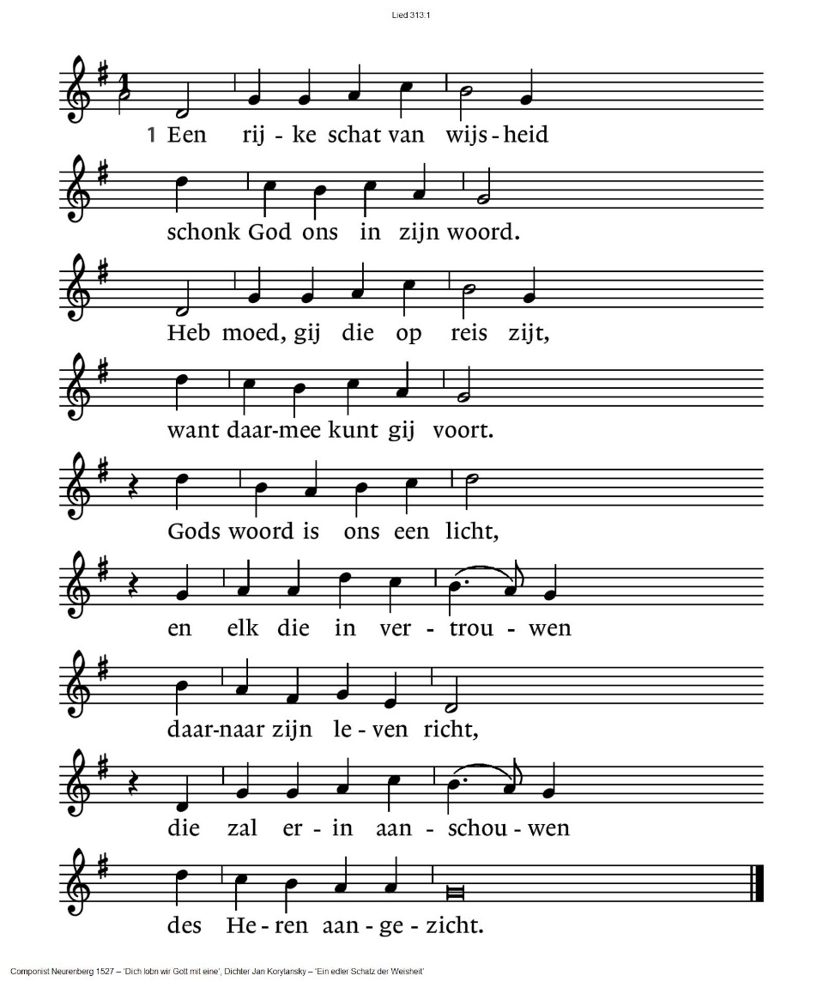 Lied 313:1
1 Een rij - ke schat van wijs - heid
schonk God ons in zijn woord.
Heb moed, gij die op reis zijt,
want daar-mee kunt gij voort.
Gods woord is ons een licht,
en elk die in ver - trou - wen
daar-naar zijn le - ven richt,
die zal er - in aan - schou - wen
des He - ren aan - ge - zicht.
Componist Neurenberg 1527 – 'Dich lobn wir Gott mit eine', Dichter Jan Korytansky – 'Ein edler Schatz der Weisheit'